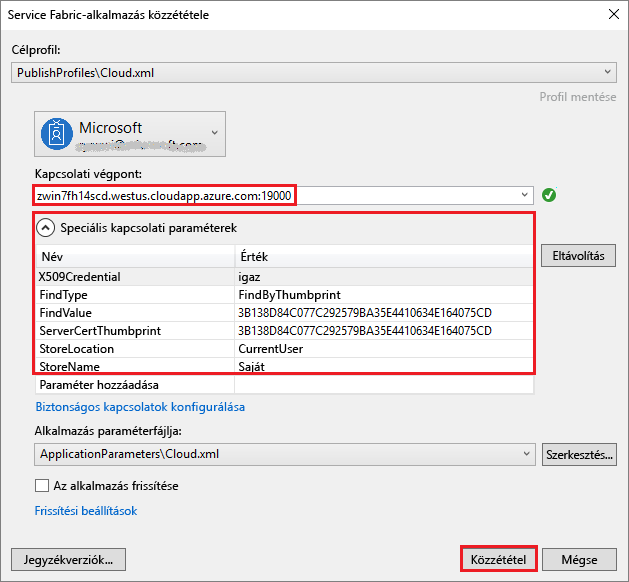 Service Fabric-alkalmazás közzététele
Célprofil:
PublishProfiles\Cloud.xml
Profil mentése
Microsoft
Kapcsolati végpont:
zwin7fh14scd.westus.cloudapp.azure.com:19000
Speciális kapcsolati paraméterek
Eltávolítás
Név Érték
X509Credential igaz
FindType FindByThumbprint
FindValue 3B138D84C077C292579BA35E4410634E164075CD
ServerCertThumbprint 3B138D84C077C292579BA35E4410634E164075CD
StoreLocation CurrentUser
StoreName Saját
Paraméter hozzáadása
Biztonságos kapcsolatok konfigurálása
Alkalmazás paraméterfájlja:
ApplicationParameters\Cloud.xml Szerkesztés...
Az alkalmazás frissítése
Frissítési beállítások
Jegyzékverziók... Közzététel Mégse